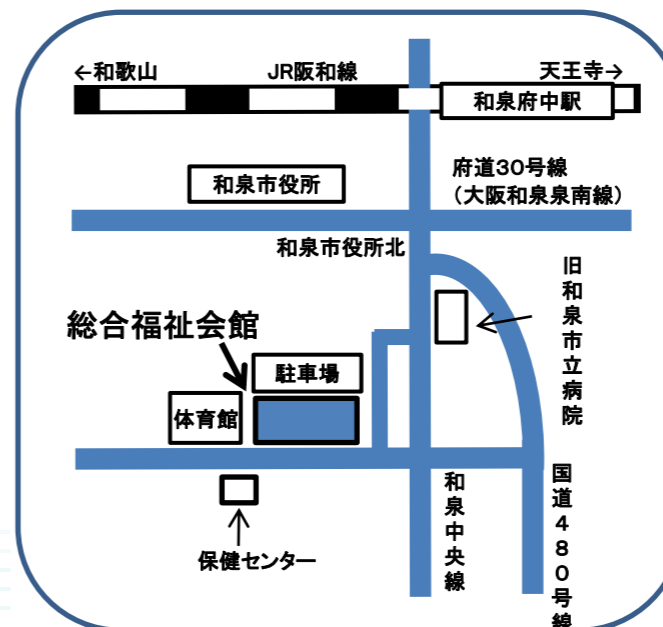 ←和歌山
JR阪和線
天王寺→
和泉府中駅
和泉市役所
府道30号線
(大阪和泉泉南線)
和泉市役所北
旧和泉市立病院
総合福祉会館
駐車場
体育館
保健センター
和泉中央線
国道480号線